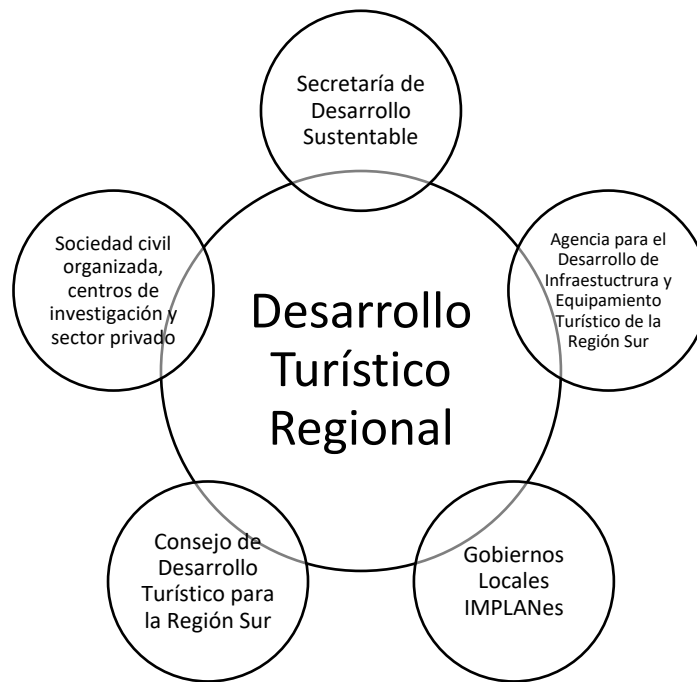 Secretaría de
Desarrollo
Sustentable
Sociedad civil
organizada,
centros de
investigación y
sector privado
Agencia para el
Desarrollo de
Infraestuctrura y
Equipamiento
Turístico de la
Región Sur
Desarrollo
Turístico
Regional
Consejo de
Desarrollo
Turístico para
la Región Sur
Gobiernos
Locales
IMPLANes